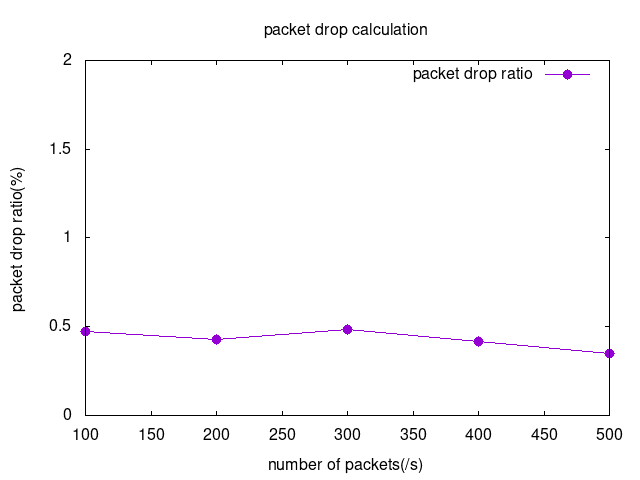 packet drop calculation
packet drop ratio
2
1.5
1
0.5
0
packet drop ratio(%)
100 150 200 250 300 350 400 450 500
number of packets(/s)